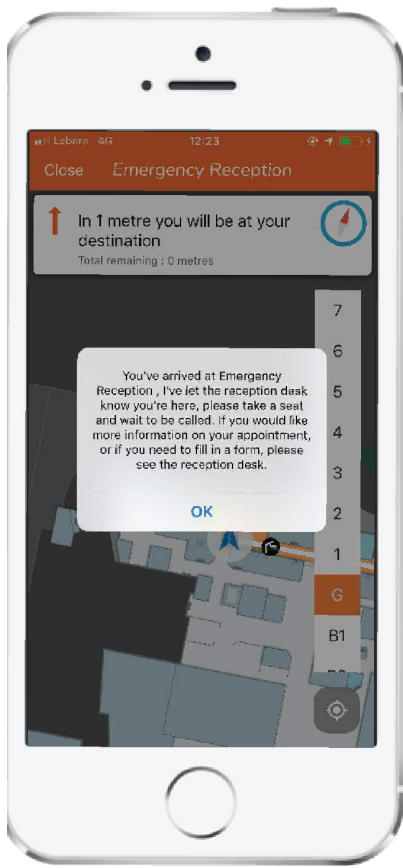 Lebara 4G 12:23
Close Emergency Reception
In 1 metre you will be at your
destination
Total remaining : 0 metres
7
6
You've arrived at Emergency
Reception , I've let the reception desk
know you're here, please take a seat
and wait to be called. If you would like
more information on your appointment,
or if you need to fill in a form, please
see the reception desk.
OK
5
4
3
2
1
G
B1